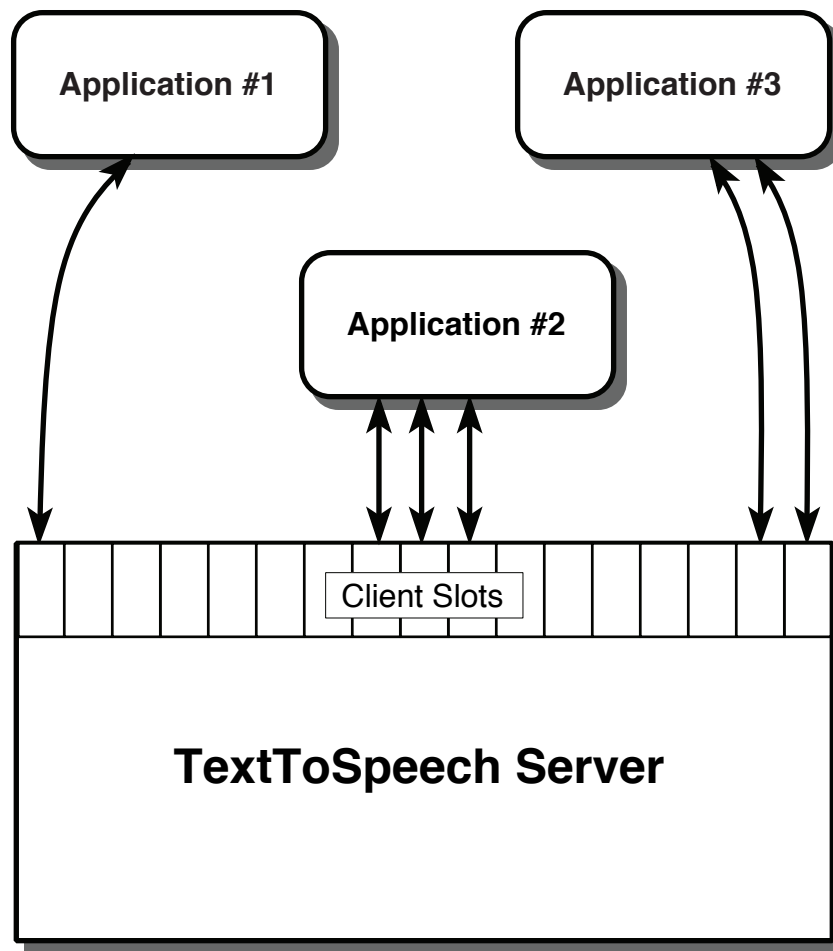 Application #1
Application #3
Application #2
Client Slots
TextToSpeech Server